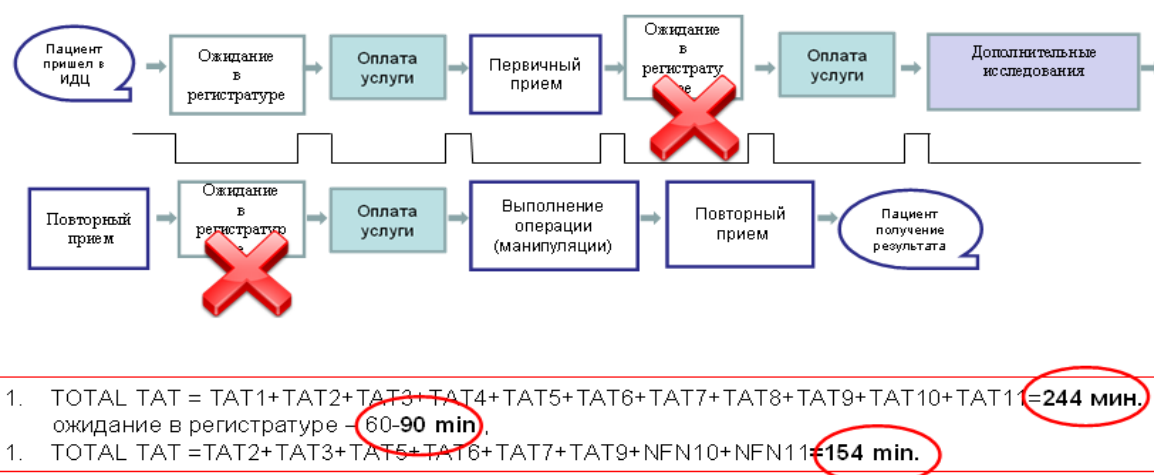 Пациент
пришел в
ИДЦ
Ожидание
в
регистратуре
Оплата
услуги
Первичный
прием
Ожидание
в
регистрату
ре
Оплата
услуги
Дополнительные
исследования
Повторный
прием
Ожидание
в
регистратур
е
Оплата
услуги
Выполнение
операции
(манипуляции)
Повторный
прием
Пациент
получение
результата
1. TOTAL TAT = TAT1+TAT2+TAT3+TAT4+TAT5+TAT6+TAT7+TAT8+TAT9+TAT10+TAT11=244 мин.
ожидание в регистратуре – 60-90 min,
1. TOTAL TAT =TAT2+TAT3+TAT5+TAT6+TAT7+TAT9+NFN10+NFN11=154 min.